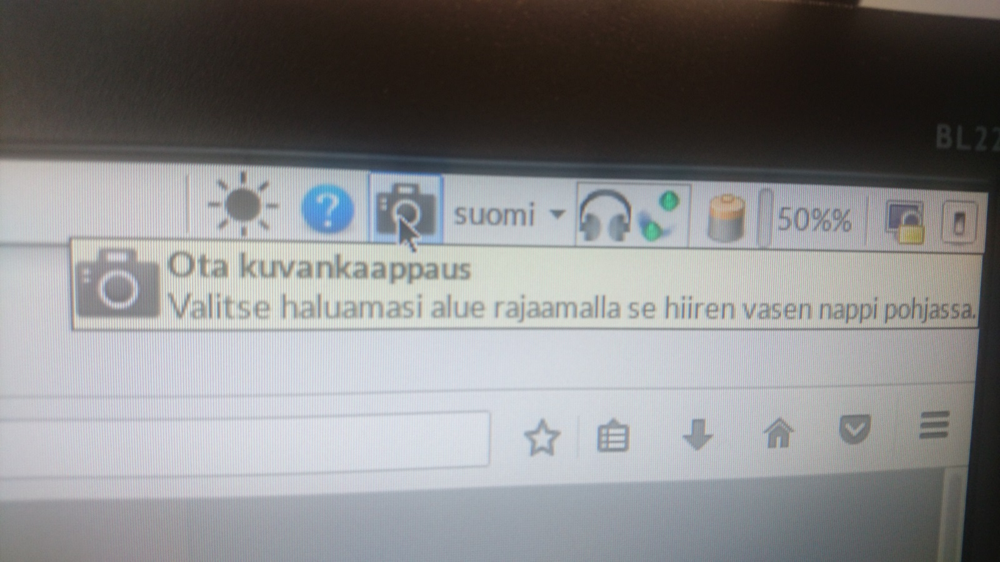 BL22
suomi
50%%
Ota kuvankaappaus
Valitse haluamasi alue rajaamalla se hiiren vasen nappi pohjassa.